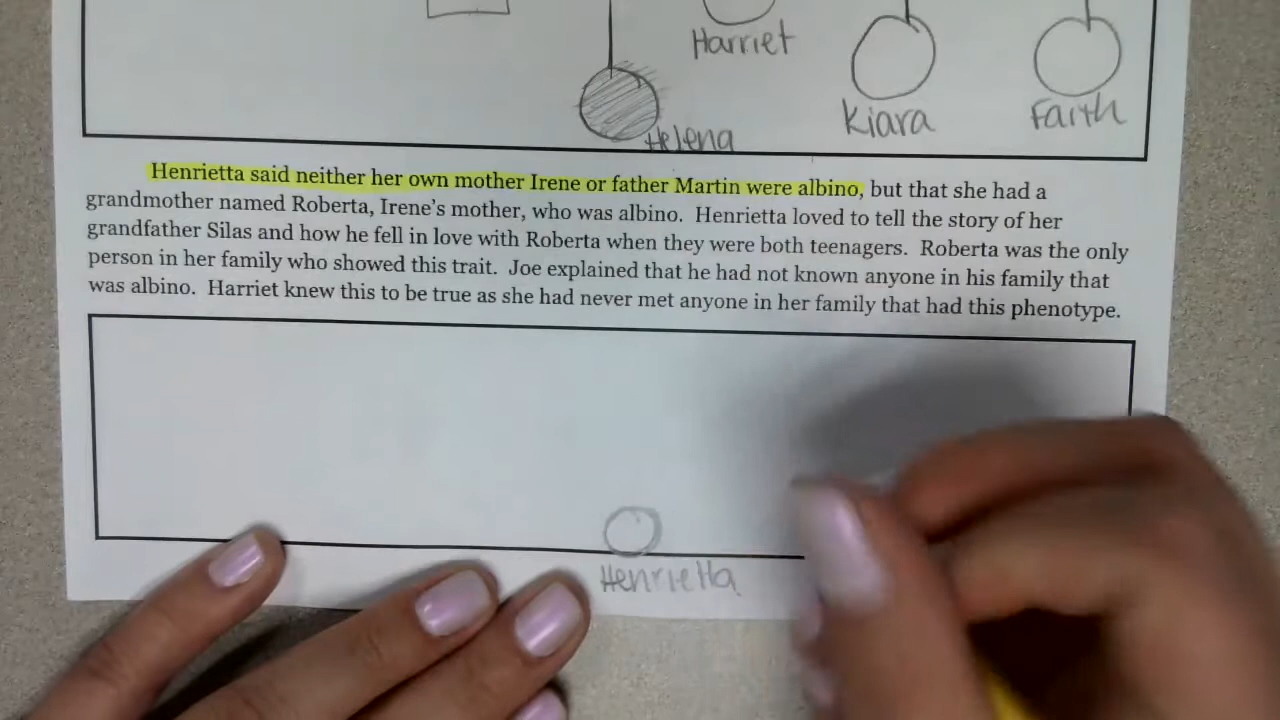 Harriet
Kiara
Faith
Helena
Henrietta said neither her own mother Irene or father Martin were albino, but that she had a
grandmother named Roberta, Irene’s mother, who was albino.  Henrietta loved to tell the story of her
grandfather Silas and how he fell in love with Roberta when they were both teenagers.  Roberta was the only
person in her family who showed this trait.  Joe explained that he had not known anyone in his family that
was albino.  Harriet knew this to be true as she had never met anyone in her family that had this phenotype.
Henrietta